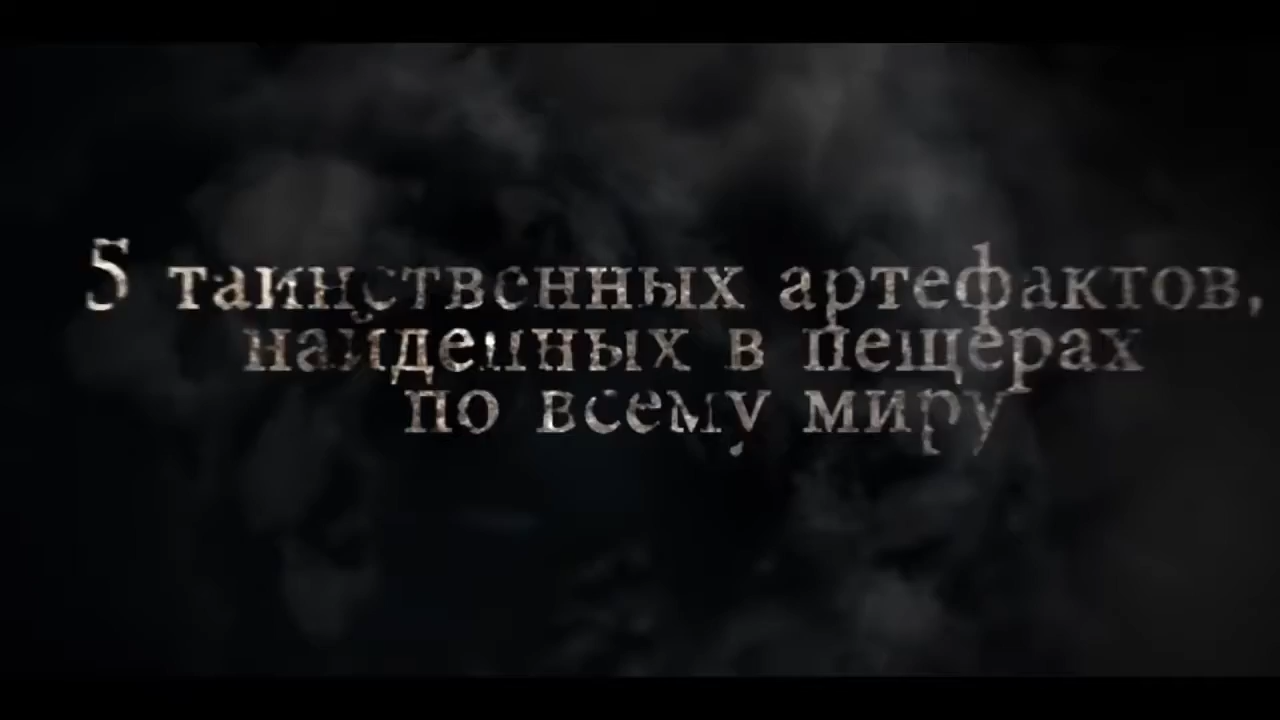 5 таинственных артефактов,
найденных в пещерах
по всему миру